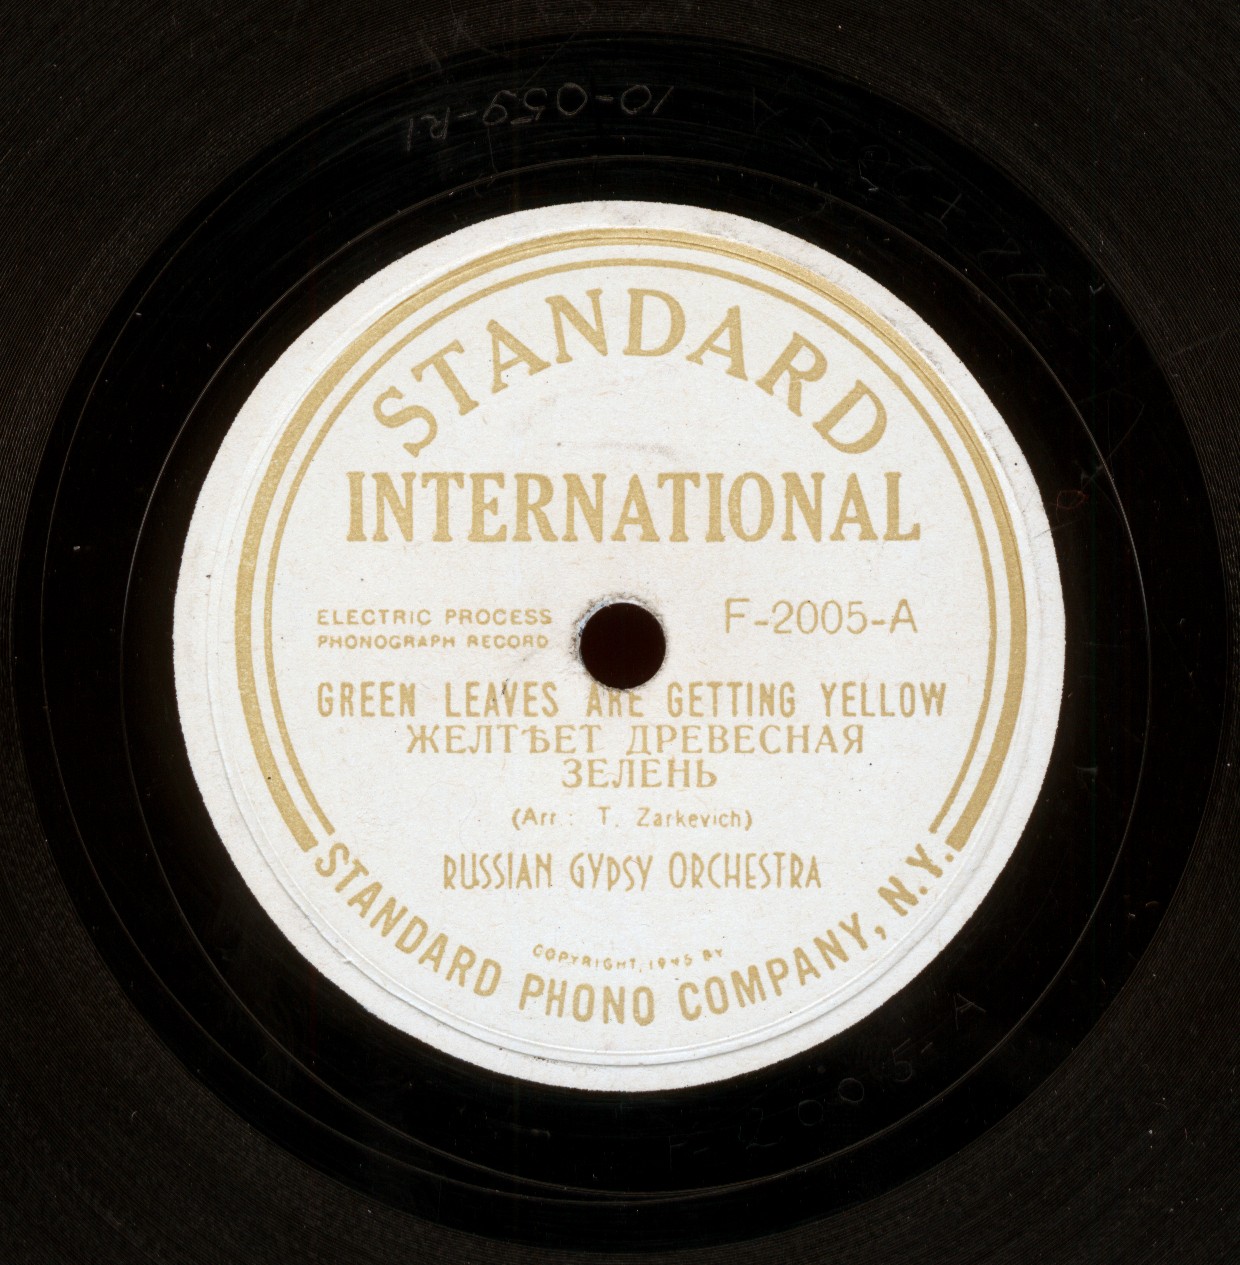 STANDARD
INTERNATIONAL
ELECTRIC PROCESS
PHONOGRAPH RECORD
F-2005-A
GREEN LEAVES ARE GETTING YELLOW
ЖЕЛТѢЕТ ДРЕВЕСНАЯ
ЗЕЛЕНЬ
(Arr: T. Zarkevich)
RUSSIAN GYPSY ORCHESTRA
COPYRIGHT, 1945 BY
STANDARD PHONO COMPANY, N.Y.
F-2005-A
10-059-R1